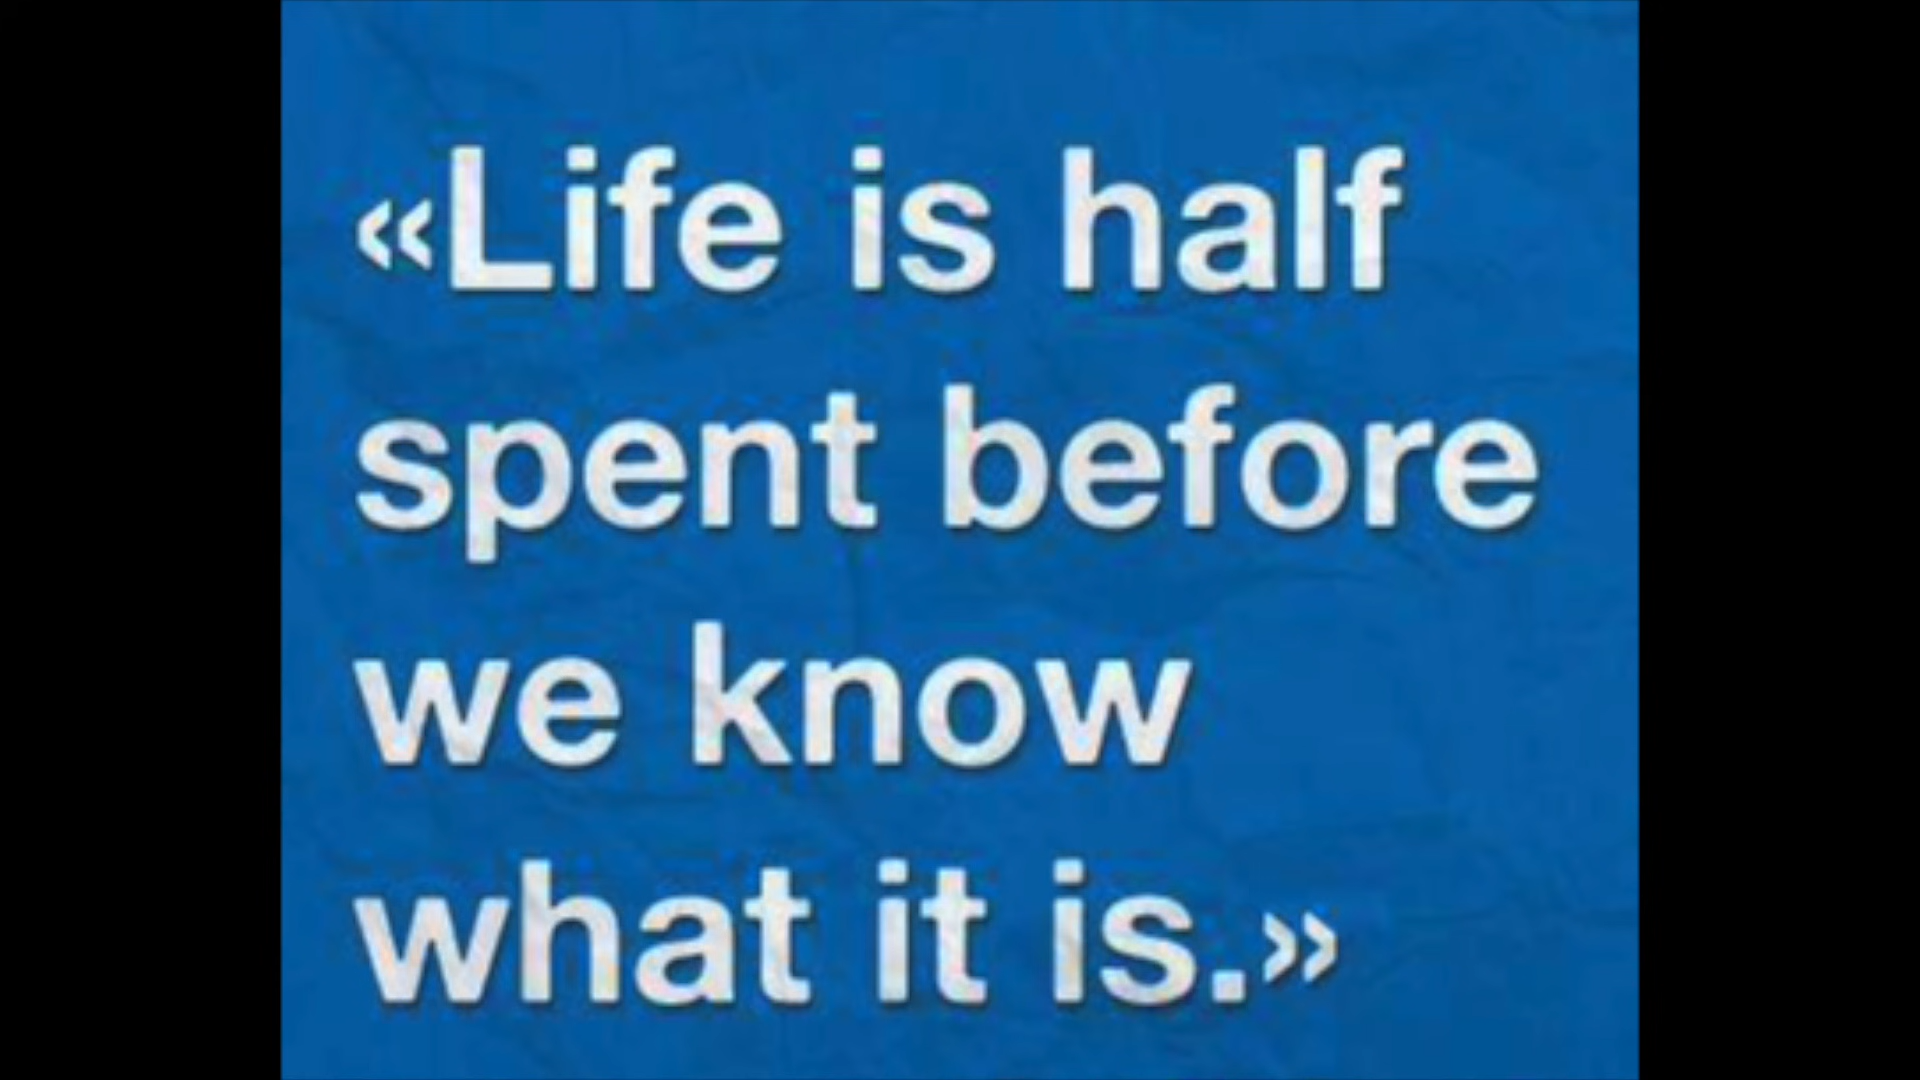 «Life is half
spent before
we know
what it is.»